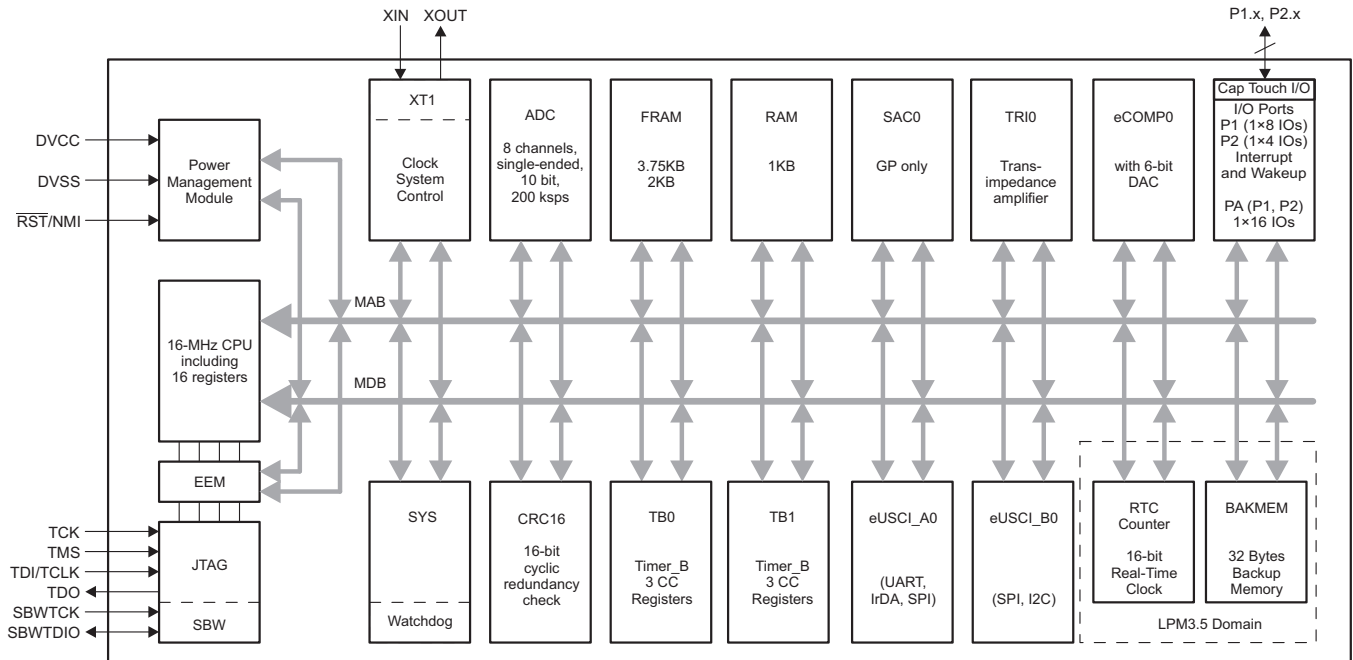 XIN XOUT
P1.x, P2.x
DVCC
DVSS
RST/NMI
Power
Management
Module
XT1
Clock
System
Control
ADC
8 channels,
single-ended,
10 bit,
200 ksps
FRAM
3.75KB
2KB
RAM
1KB
SAC0
GP only
TRI0
Trans-
impedance
amplifier
eCOMP0
with 6-bit
DAC
Cap Touch I/O
I/O Ports
P1 (1×8 IOs)
P2 (1×4 IOs)
Interrupt
and Wakeup
PA (P1, P2)
1×16 IOs
MAB
MDB
16-MHz CPU
including
16 registers
EEM
TCK
TMS
TDI/TCLK
TDO
SBWTCK
SBWTDIO
JTAG
SBW
SYS
Watchdog
CRC16
16-bit
cyclic
redundancy
check
TB0
Timer_B
3 CC
Registers
TB1
Timer_B
3 CC
Registers
eUSCI_A0
(UART,
IrDA, SPI)
eUSCI_B0
(SPI, I2C)
RTC
Counter
16-bit
Real-Time
Clock
BAKMEM
32 Bytes
Backup
Memory
LPM3.5 Domain